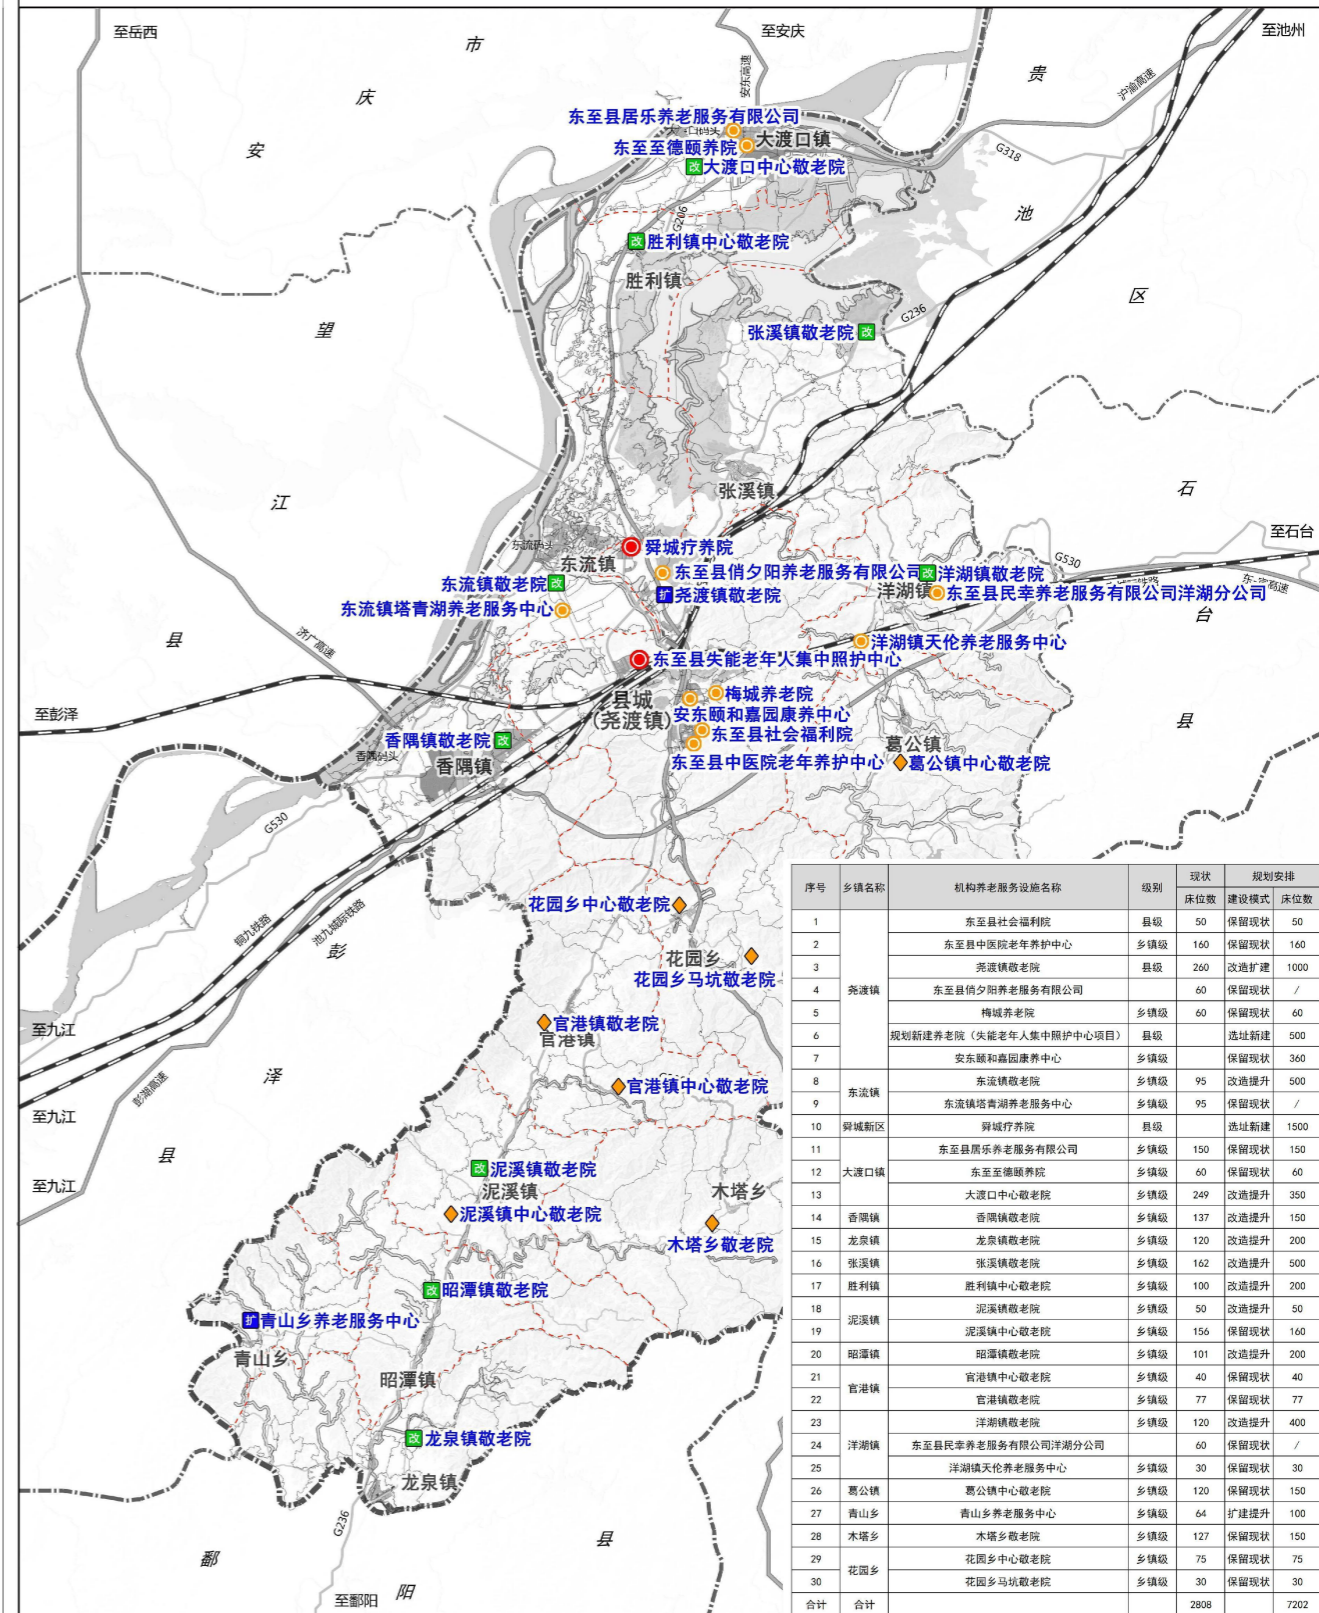 至岳西
市
至安庆
至池州
安东高速
贵
沪渝高速
庆
东至县居乐养老服务有限公司
大渡口镇
东至至德颐养院
安
G318
大渡口中心敬老院
池
G206
胜利镇中心敬老院
胜利镇
区
G236
望
张溪镇敬老院
张溪镇
石
江
至石台
舜城疗养院
东流码头
东流镇
G530
东至县俏夕阳养老服务有限公司
洋湖镇敬老院
东流镇敬老院
洋湖镇
尧渡镇敬老院
东至县民幸养老服务有限公司洋湖分公司
东流镇塔青湖养老服务中心
台
县
济广高速
洋湖镇天伦养老服务中心
东至县失能老年人集中照护中心
梅城养老院
县城
(尧渡镇)
至彭泽
安东颐和嘉园康养中心
县
东至县社会福利院
香隅镇敬老院
葛公镇
香隅码头
香隅镇
东至县中医院老年养护中心
葛公镇中心敬老院
G530
花园乡中心敬老院
铜九铁路
池九城际铁路
彭
花园乡
花园乡马坑敬老院
官港镇敬老院
至九江
官港镇
泽
彭湖高速
官港镇中心敬老院
至九江
县
泥溪镇敬老院
至九江
泥溪镇
木塔乡
泥溪镇中心敬老院
木塔乡敬老院
昭潭镇敬老院
青山乡养老服务中心
青山乡
昭潭镇
龙泉镇敬老院
龙泉镇
G236
县
鄱
阳
至鄱阳
序号 乡镇名称 机构养老服务设施名称 级别 现状 规划安排
床位数 建设模式 床位数
1 尧渡镇 东至县社会福利院 县级 50 保留现状 50
2 东至县中医院老年养护中心 乡镇级 160 保留现状 160
3 尧渡镇敬老院 县级 260 改造扩建 1000
4 东至县俏夕阳养老服务有限公司 60 保留现状 /
5 梅城养老院 乡镇级 60 保留现状 60
6 规划新建养老院（失能老年人集中照护中心项目） 县级 选址新建 500
7 安东颐和嘉园康养中心 乡镇级 保留现状 360
8 东流镇 东流镇敬老院 乡镇级 95 改造提升 500
9 东流镇塔青湖养老服务中心 乡镇级 95 保留现状 /
10 舜城新区 舜城疗养院 县级 选址新建 1500
11 大渡口镇 东至县居乐养老服务有限公司 乡镇级 150 保留现状 150
12 东至至德颐养院 乡镇级 60 保留现状 60
13 大渡口中心敬老院 乡镇级 249 改造提升 350
14 香隅镇 香隅镇敬老院 乡镇级 137 改造提升 150
15 龙泉镇 龙泉镇敬老院 乡镇级 120 改造提升 200
16 张溪镇 张溪镇敬老院 乡镇级 162 改造提升 500
17 胜利镇 胜利镇中心敬老院 乡镇级 100 改造提升 200
18 泥溪镇 泥溪镇敬老院 乡镇级 50 改造提升 50
19 泥溪镇中心敬老院 乡镇级 156 保留现状 160
20 昭潭镇 昭潭镇敬老院 乡镇级 101 改造提升 200
21 官港镇 官港镇中心敬老院 乡镇级 40 保留现状 40
22 官港镇敬老院 乡镇级 77 保留现状 77
23 洋湖镇 洋湖镇敬老院 乡镇级 120 改造提升 400
24 东至县民幸养老服务有限公司洋湖分公司 60 保留现状 /
25 洋湖镇天伦养老服务中心 乡镇级 30 保留现状 30
26 葛公镇 葛公镇中心敬老院 乡镇级 120 保留现状 150
27 青山乡 青山乡养老服务中心 乡镇级 64 扩建提升 100
28 木塔乡 木塔乡敬老院 乡镇级 127 保留现状 150
29 花园乡 花园乡中心敬老院 乡镇级 75 保留现状 75
30 花园乡马坑敬老院 乡镇级 30 保留现状 30
合计 合计 2808 7202